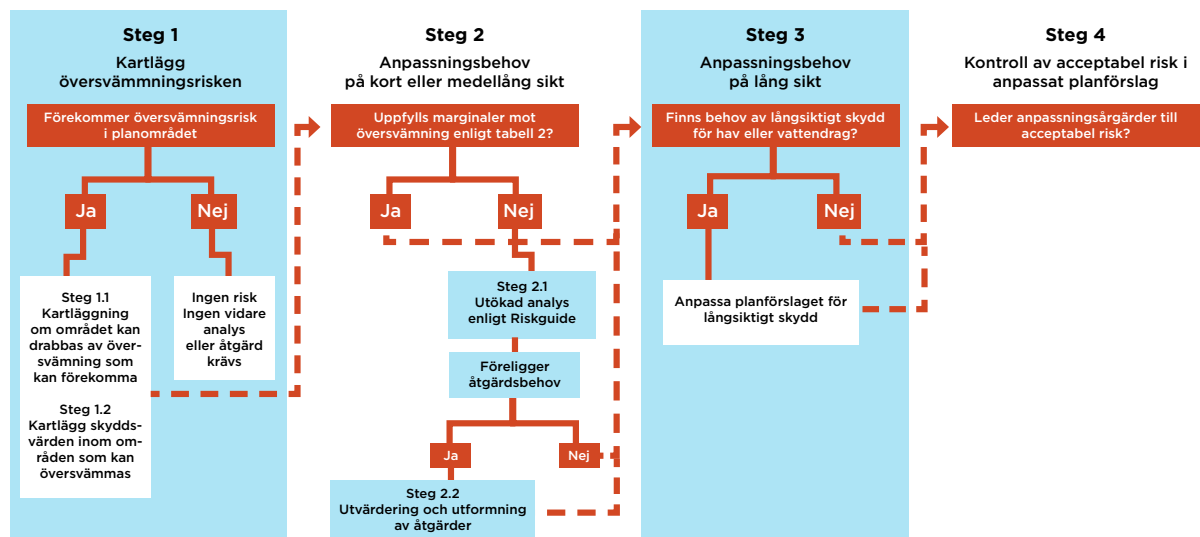 Steg 1
Kartlägg
översvämmningsrisken
Förekommer översvämningsrisk
i planområdet
Ja
Nej
Steg 1.1
Kartläggning
om området kan
drabbas av över-
svämning som
kan förekomma
Steg 1.2
Kartlägg skydds-
värden inom om-
råden som kan
översvämmas
Ingen risk
Ingen vidare
analys
eller åtgärd
krävs
Steg 2
Anpassningsbehov
på kort eller medellång sikt
Uppfylls marginaler mot
översvämning enligt tabell 2?
Ja
Nej
Steg 2.1
Utökad analys
enligt Riskguide
Föreligger
åtgärdsbehov
Ja
Nej
Steg 2.2
Utvärdering och utformning
av åtgärder
Steg 3
Anpassningsbehov
på lång sikt
Finns behov av långsiktigt skydd
för hav eller vattendrag?
Ja
Nej
Anpassa planförslaget för
långsiktigt skydd
Steg 4
Kontroll av acceptabel risk i
anpassat planförslag
Leder anpassningsårgärder till
acceptabel risk?